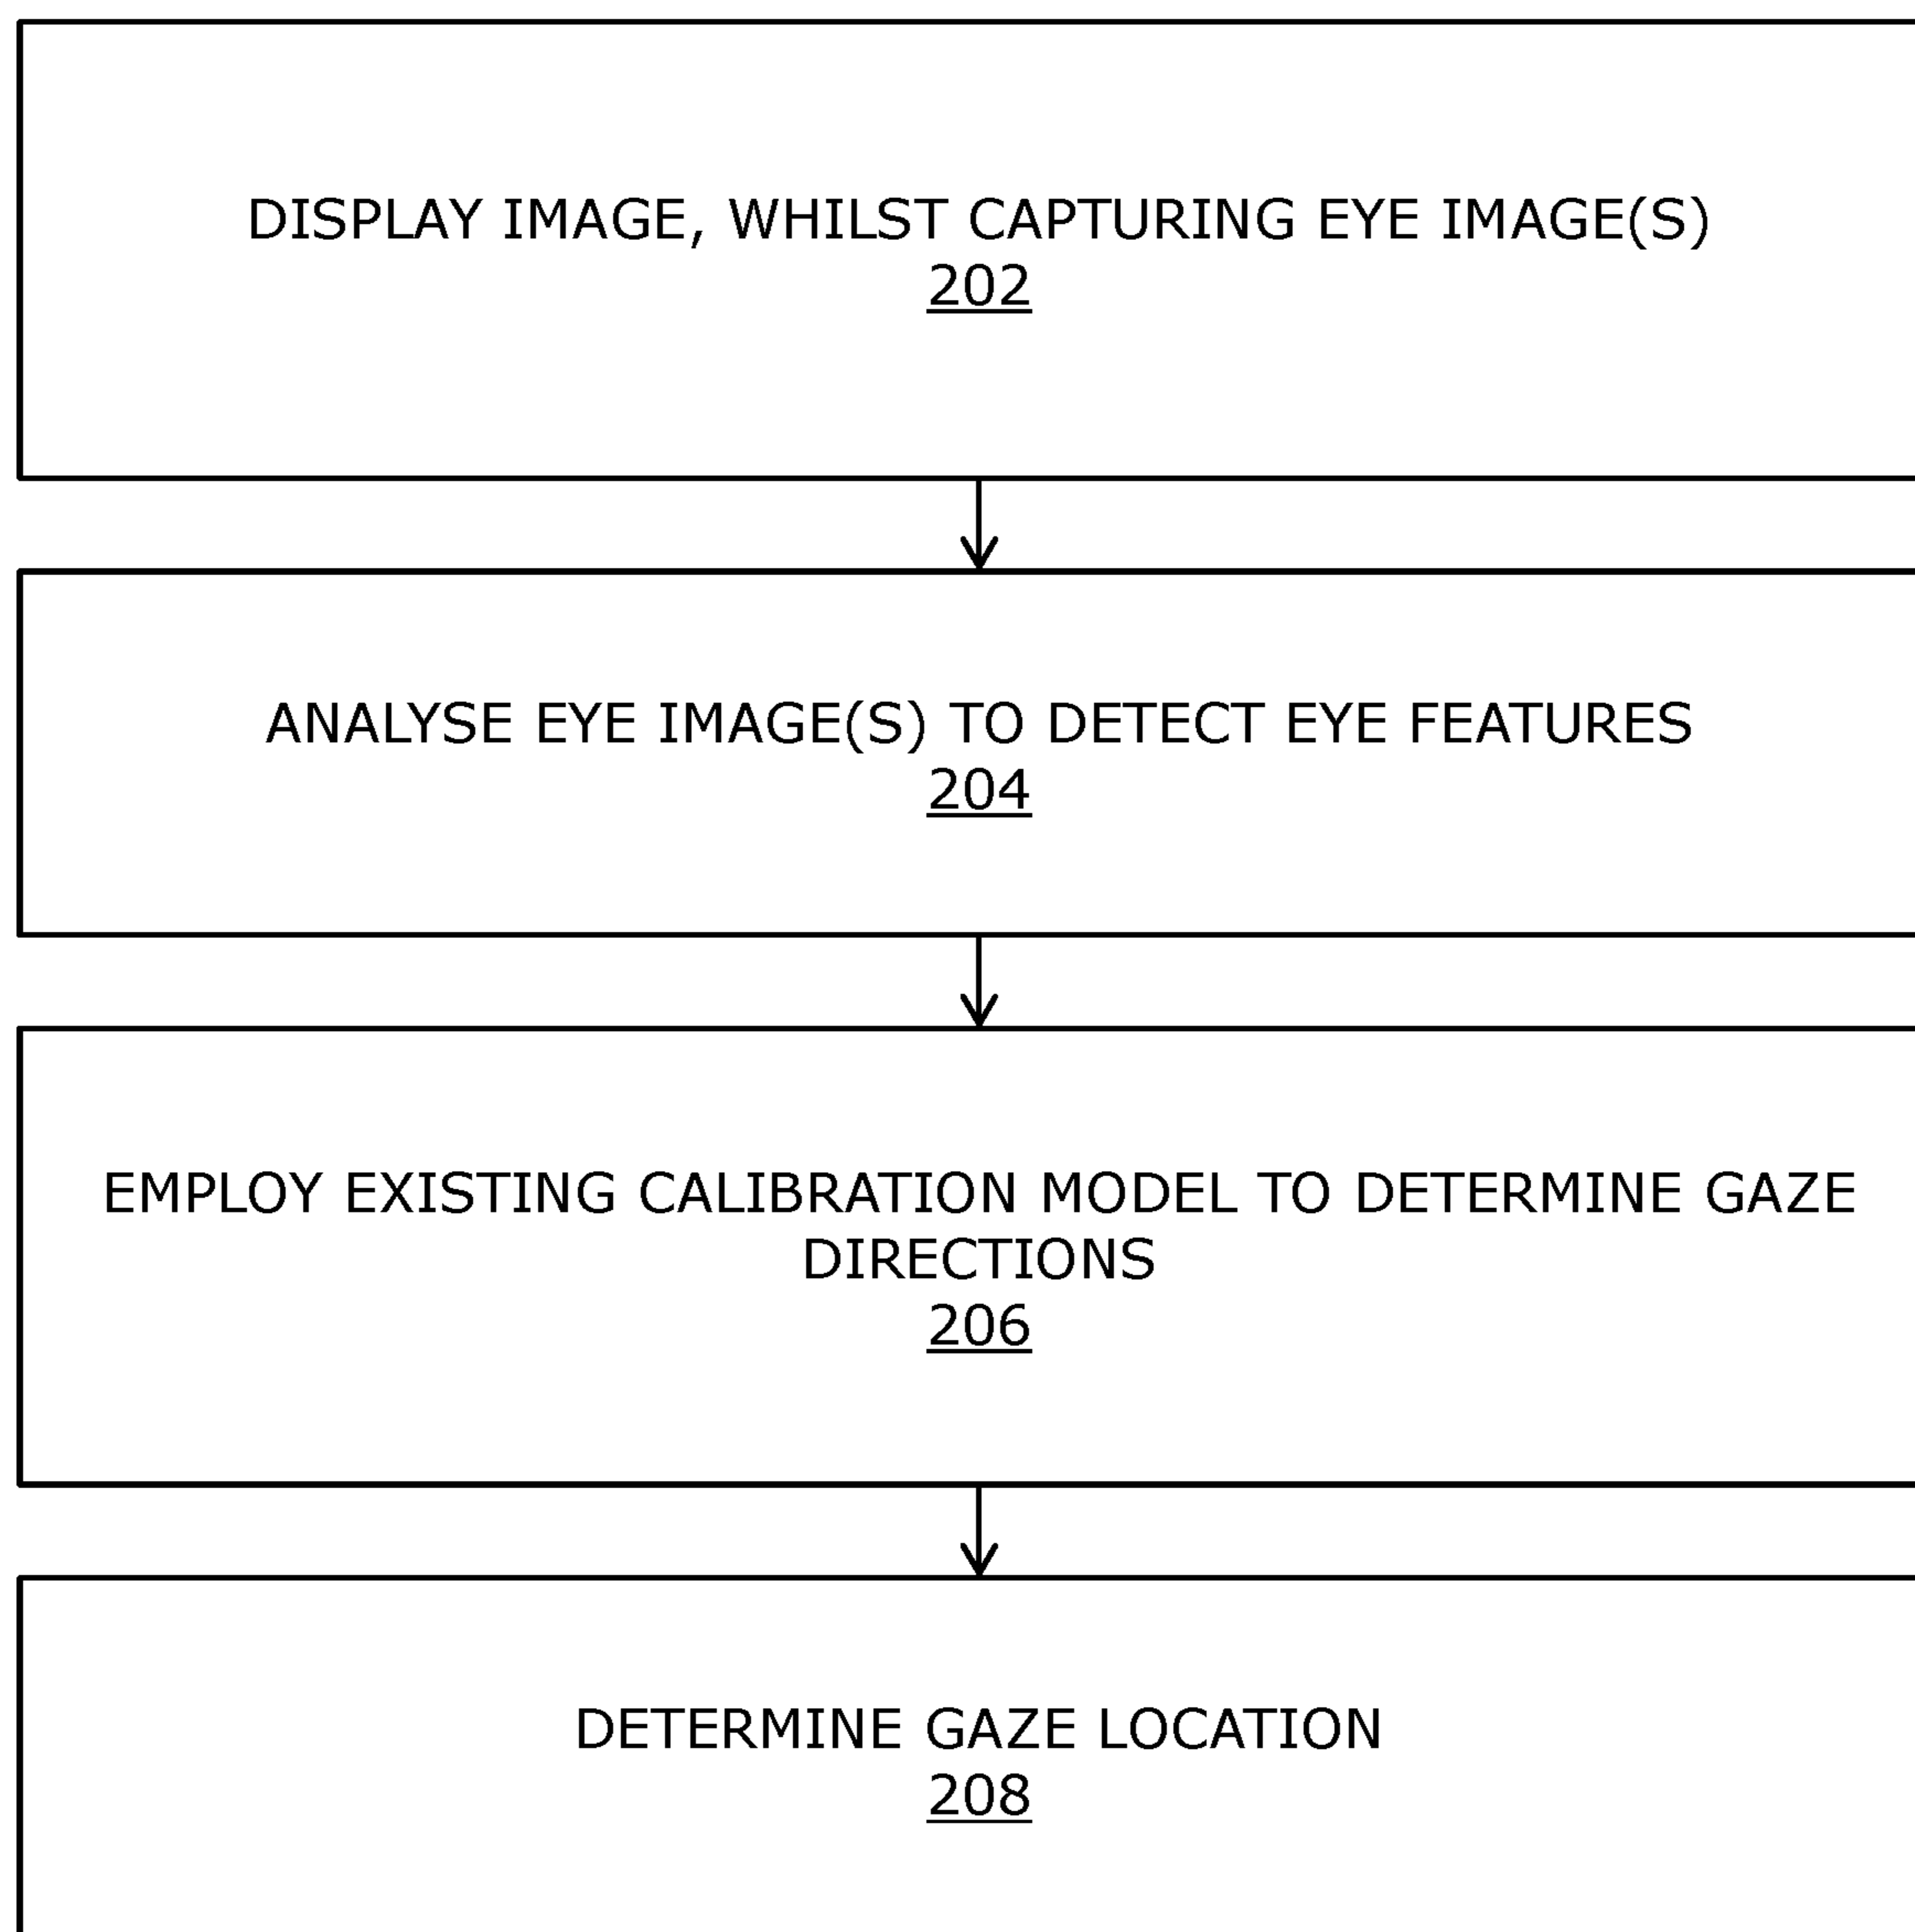 DISPLAY IMAGE, WHILST CAPTURING EYE IMAGE(S)
202
ANALYSE EYE IMAGE(S) TO DETECT EYE FEATURES
204
EMPLOY EXISTING CALIBRATION MODEL TO DETERMINE GAZE
DIRECTIONS
206
DETERMINE GAZE LOCATION
208